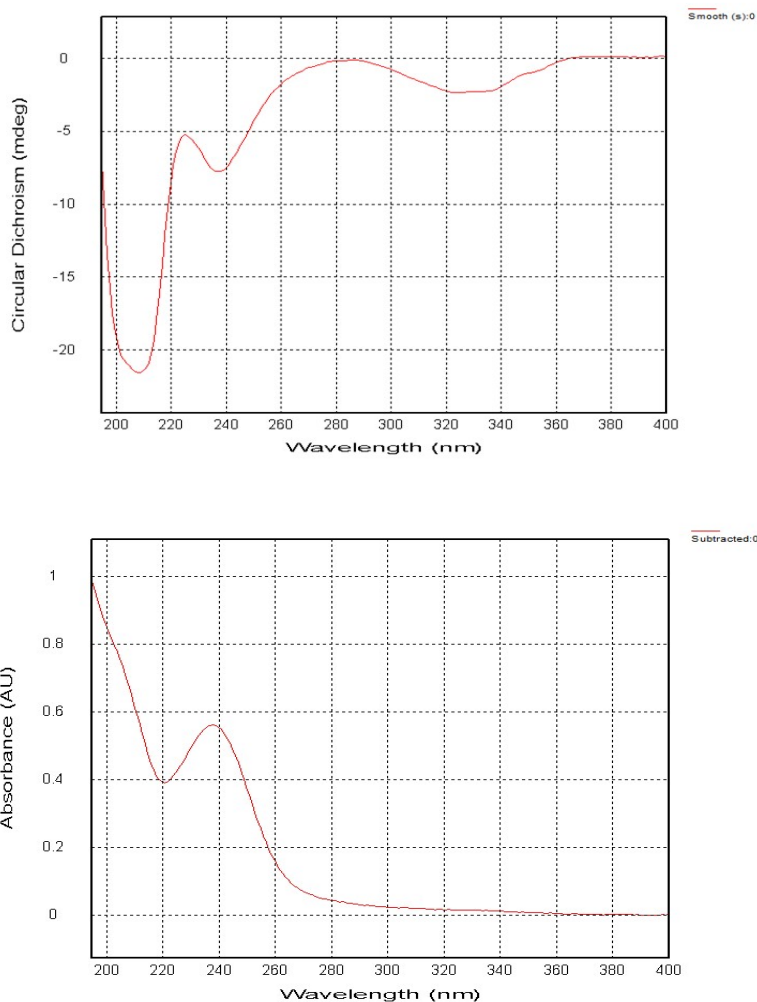 Smooth (s):0
0
-5
-10
-15
-20
Circular Dichroism (mdeg)
200 220 240 260 280 300 320 340 360 380 400
Wavelength (nm)
Subtracted:0
1
0.8
0.6
0.4
0.2
0
Absorbance (AU)
200 220 240 260 280 300 320 340 360 380 400
Wavelength (nm)